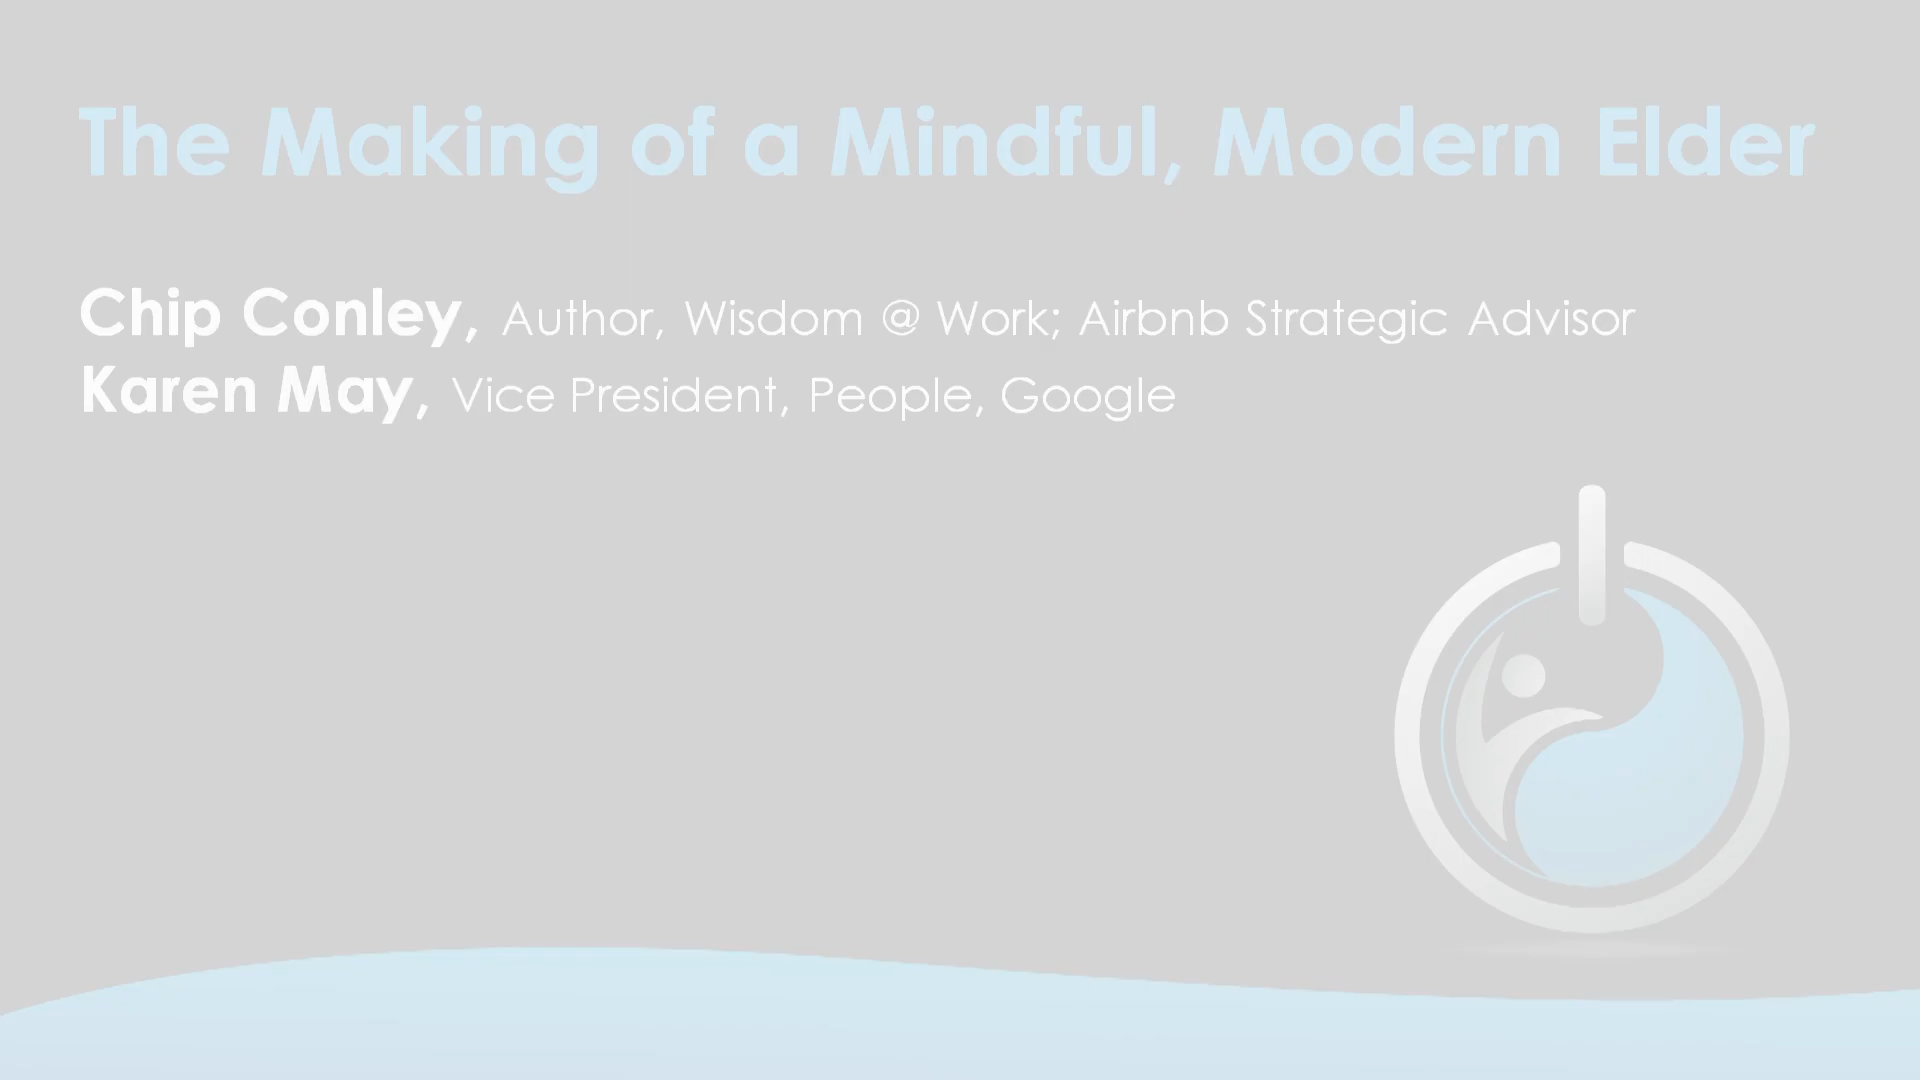 The Making of a Mindful, Modern Elder
Chip Conley, Author, Wisdom @ Work; Airbnb Strategic Advisor
Karen May, Vice President, People, Google